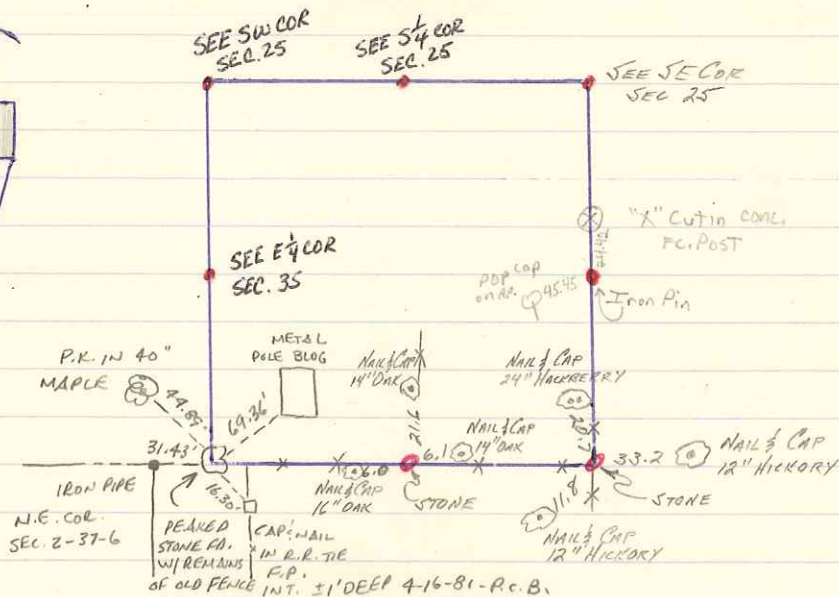 SEE SW COR
SEC. 25
SEE S 1/4 COR
SEC. 25
SEE SE COR
SEC 25
"X" Cut in conc.
FC. POST
24.42
SEE E 1/4 COR
SEC. 35
POP CAP
ON RR.
45.45
Iron Pin
P.K. IN 40"
MAPLE
44.89'
69.36'
METAL
POLE BLDG
NAIL & CAP
14" OAK
21.6
NAIL & CAP
24" HACKBERRY
20.7
NAIL & CAP
14" OAK
6.1
33.2
NAIL & CAP
12" HICKORY
31.43'
16.30'
6.0
NAIL & CAP
16" OAK
STONE
11.8
STONE
NAIL & CAP
12" HICKORY
IRON PIPE
N.E. COR.
SEC. 2-37-6
PEAKED
STONE FD.
W/ REMAINS
OF OLD FENCE
CAP & NAIL
IN R.R. TIE
F.P.
INT. ±1' DEEP 4-16-81 - P.C.B.